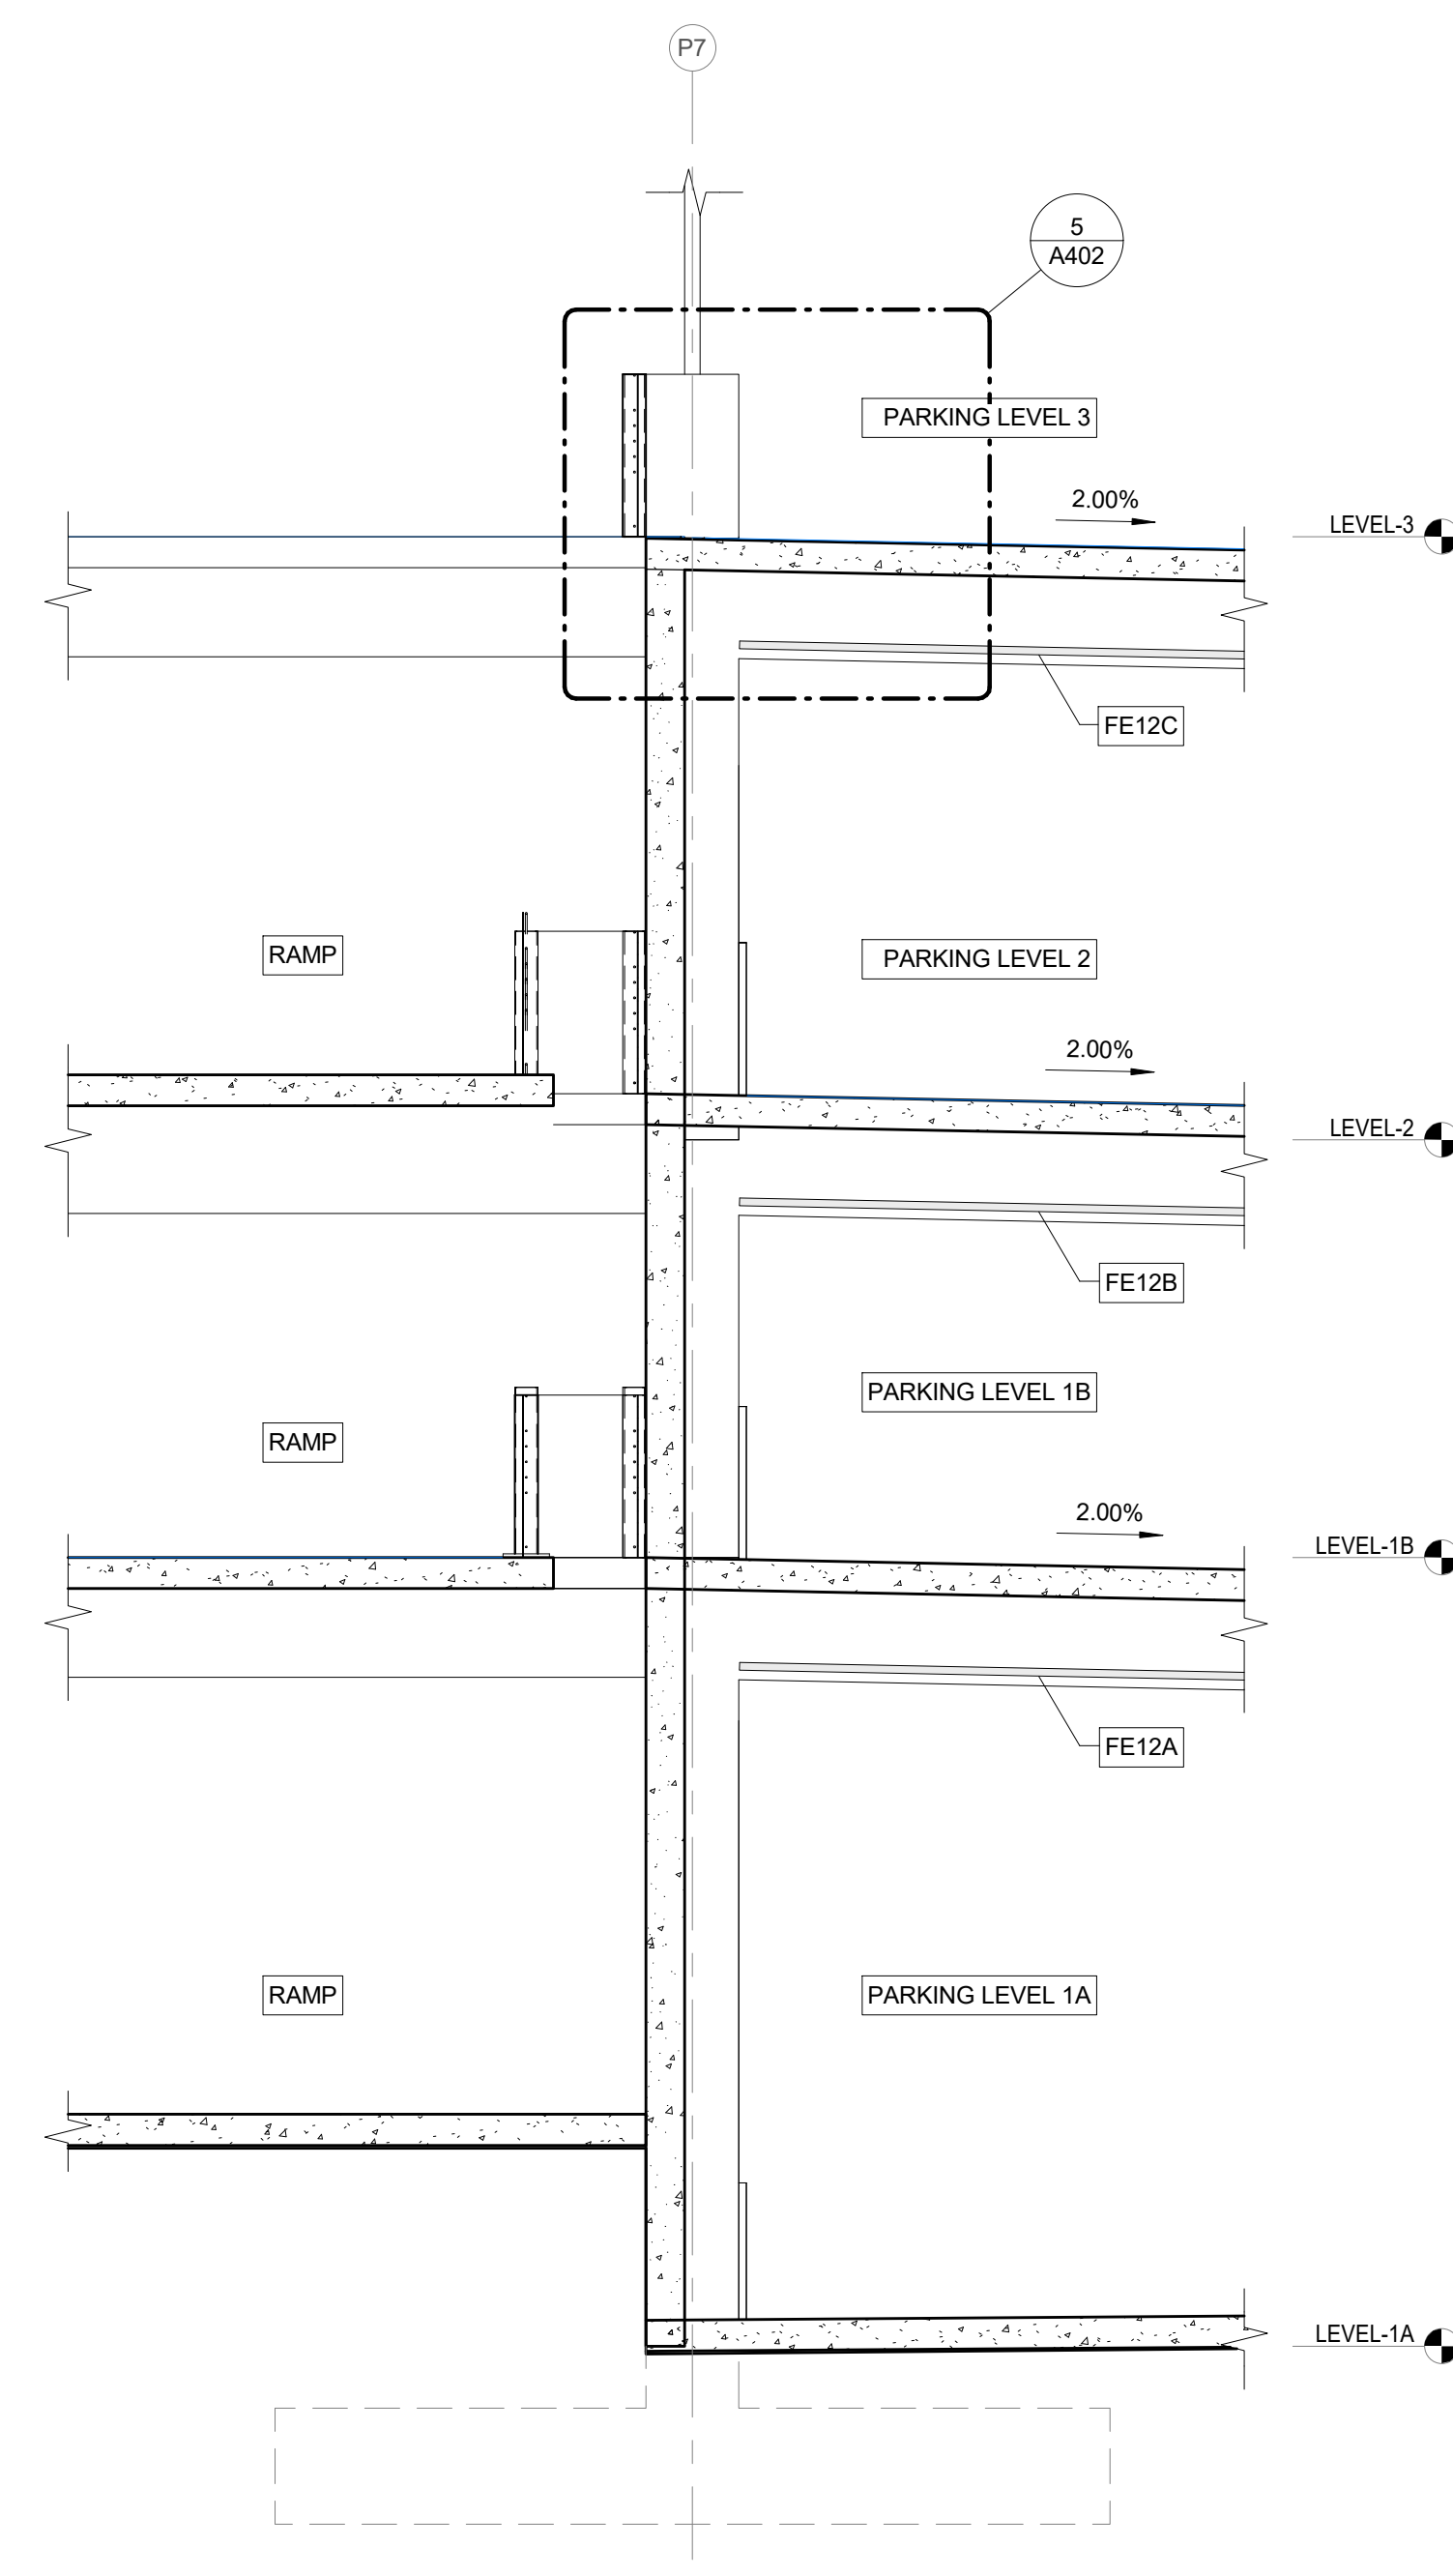 P7
5
A402
PARKING LEVEL 3
2.00%
LEVEL-3
FE12C
RAMP
PARKING LEVEL 2
2.00%
LEVEL-2
FE12B
PARKING LEVEL 1B
RAMP
2.00%
LEVEL-1B
FE12A
RAMP
PARKING LEVEL 1A
LEVEL-1A